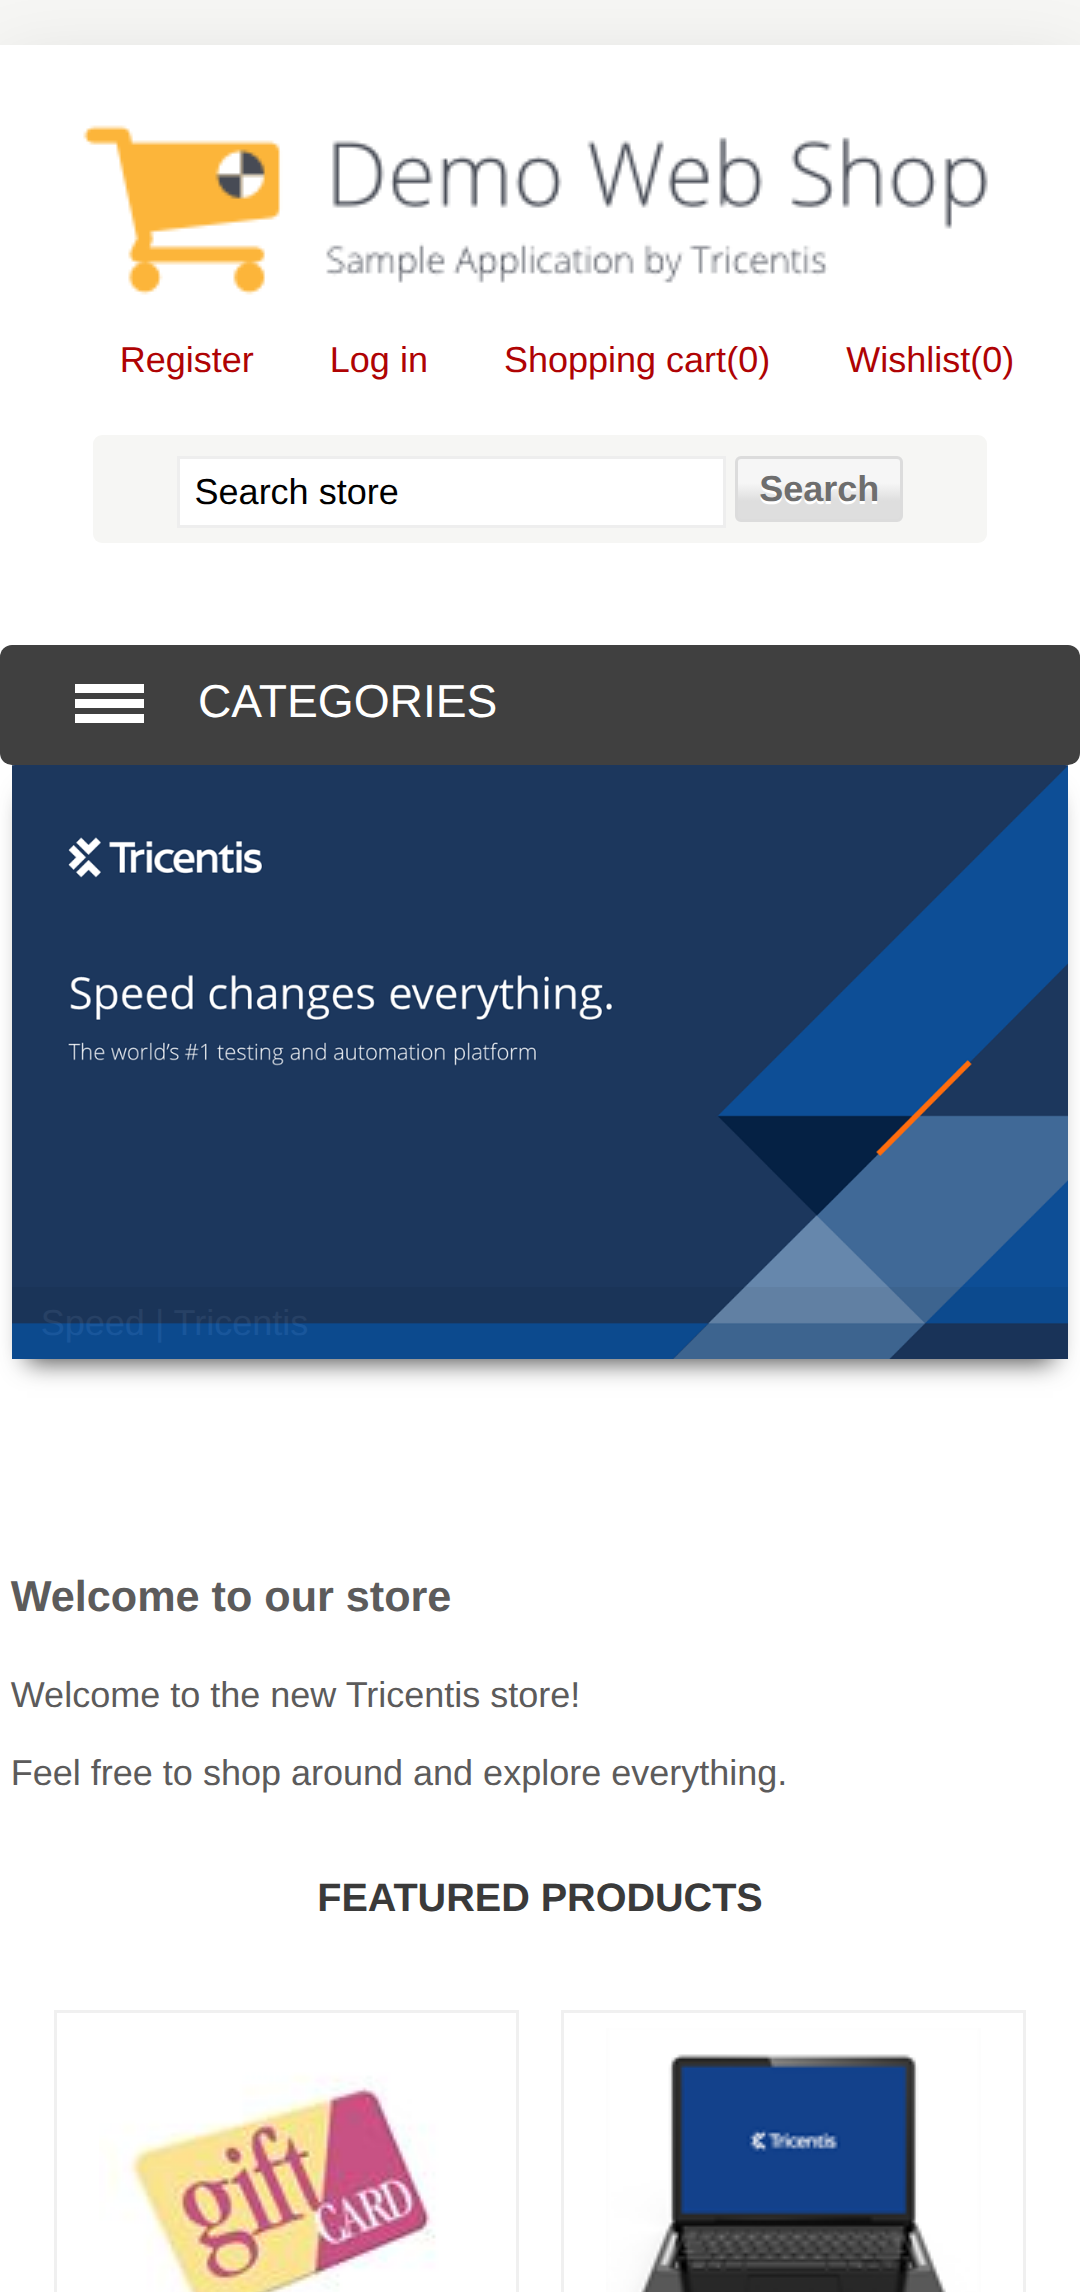 Demo Web Shop
Sample Application by Tricentis
Register Log in Shopping cart(0) Wishlist(0)
Search store Search
CATEGORIES
Tricentis
Speed changes everything.
The world's #1 testing and automation platform
Speed | Tricentis
Welcome to our store
Welcome to the new Tricentis store!
Feel free to shop around and explore everything.
FEATURED PRODUCTS
gift CARD
Tricentis